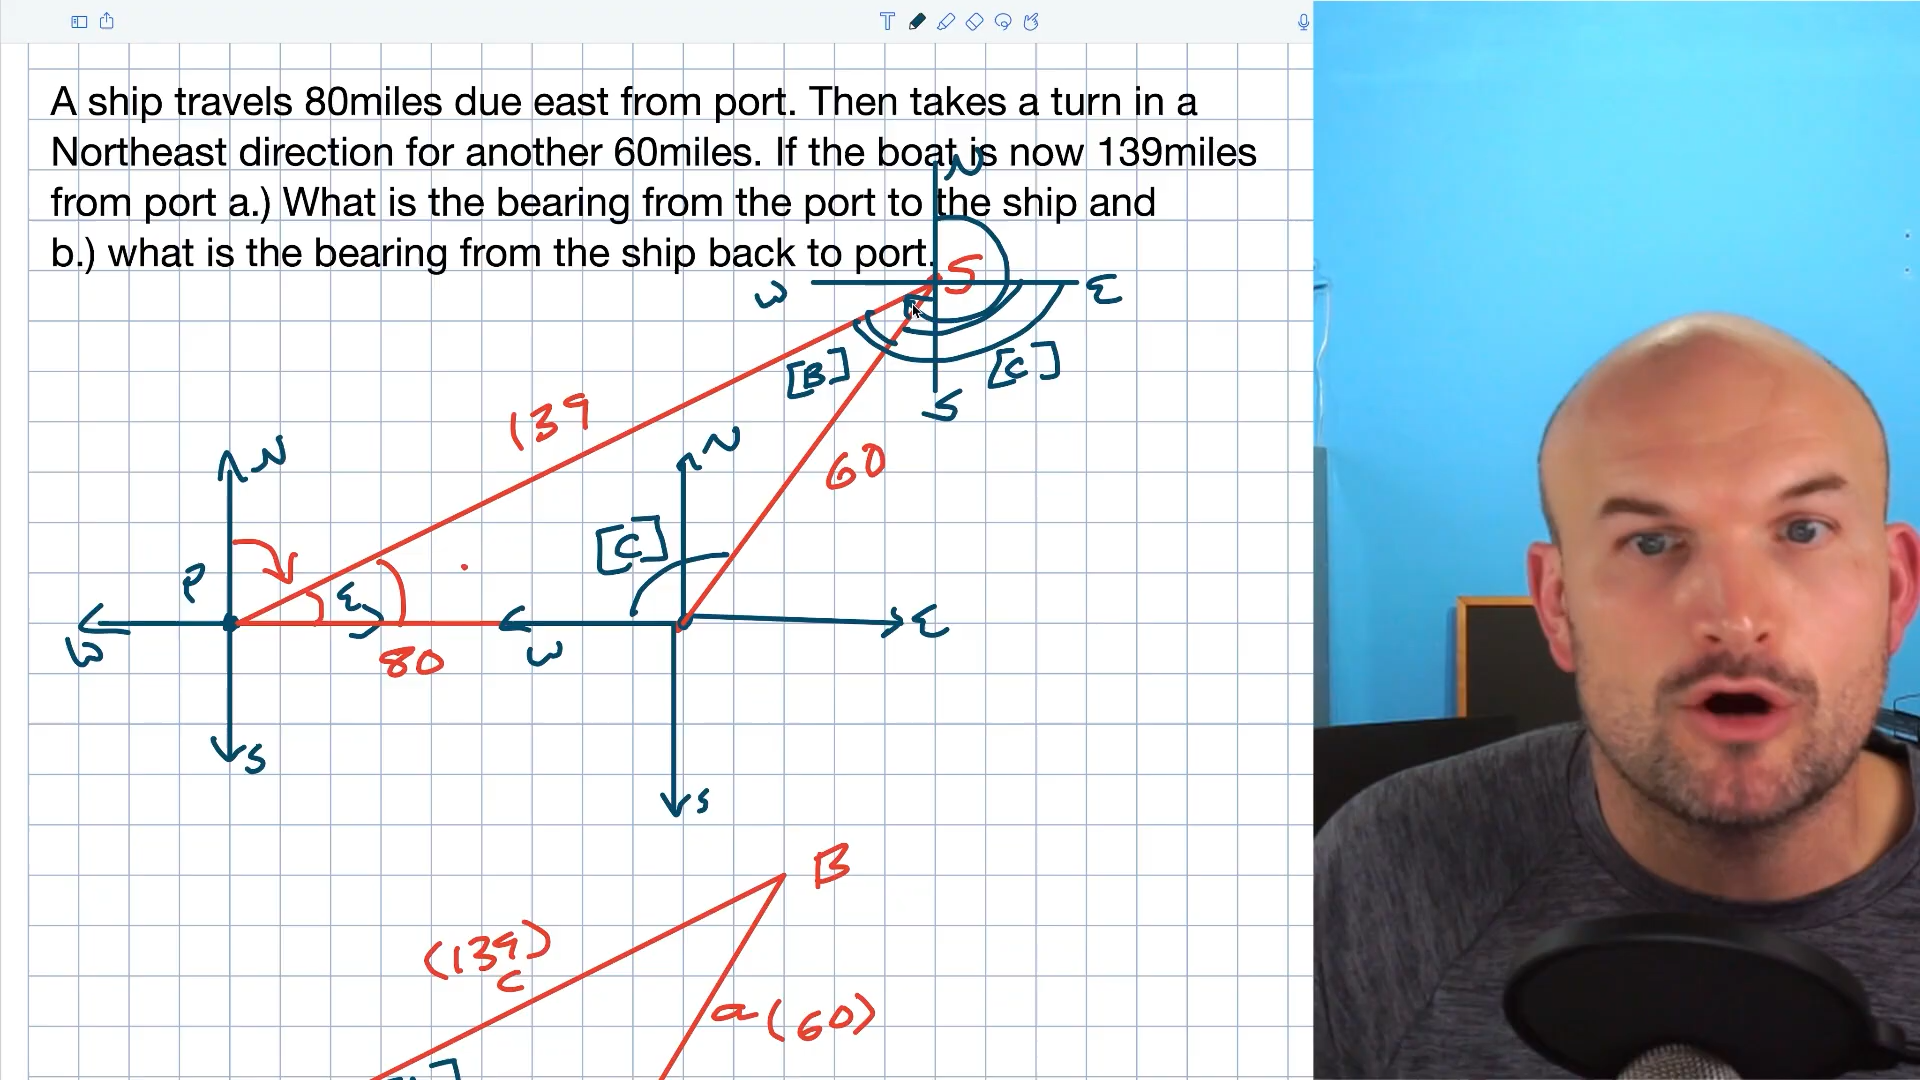 A ship travels 80miles due east from port. Then takes a turn in a
Northeast direction for another 60miles. If the boat is now 139miles
from port a.) What is the bearing from the port to the ship and
b.) what is the bearing from the ship back to port.
N
S
W
E
[B]
[C]
S
139
60
N
N
[C]
P
E
W
80
W
E
S
S
B
(139)
c
a (60)